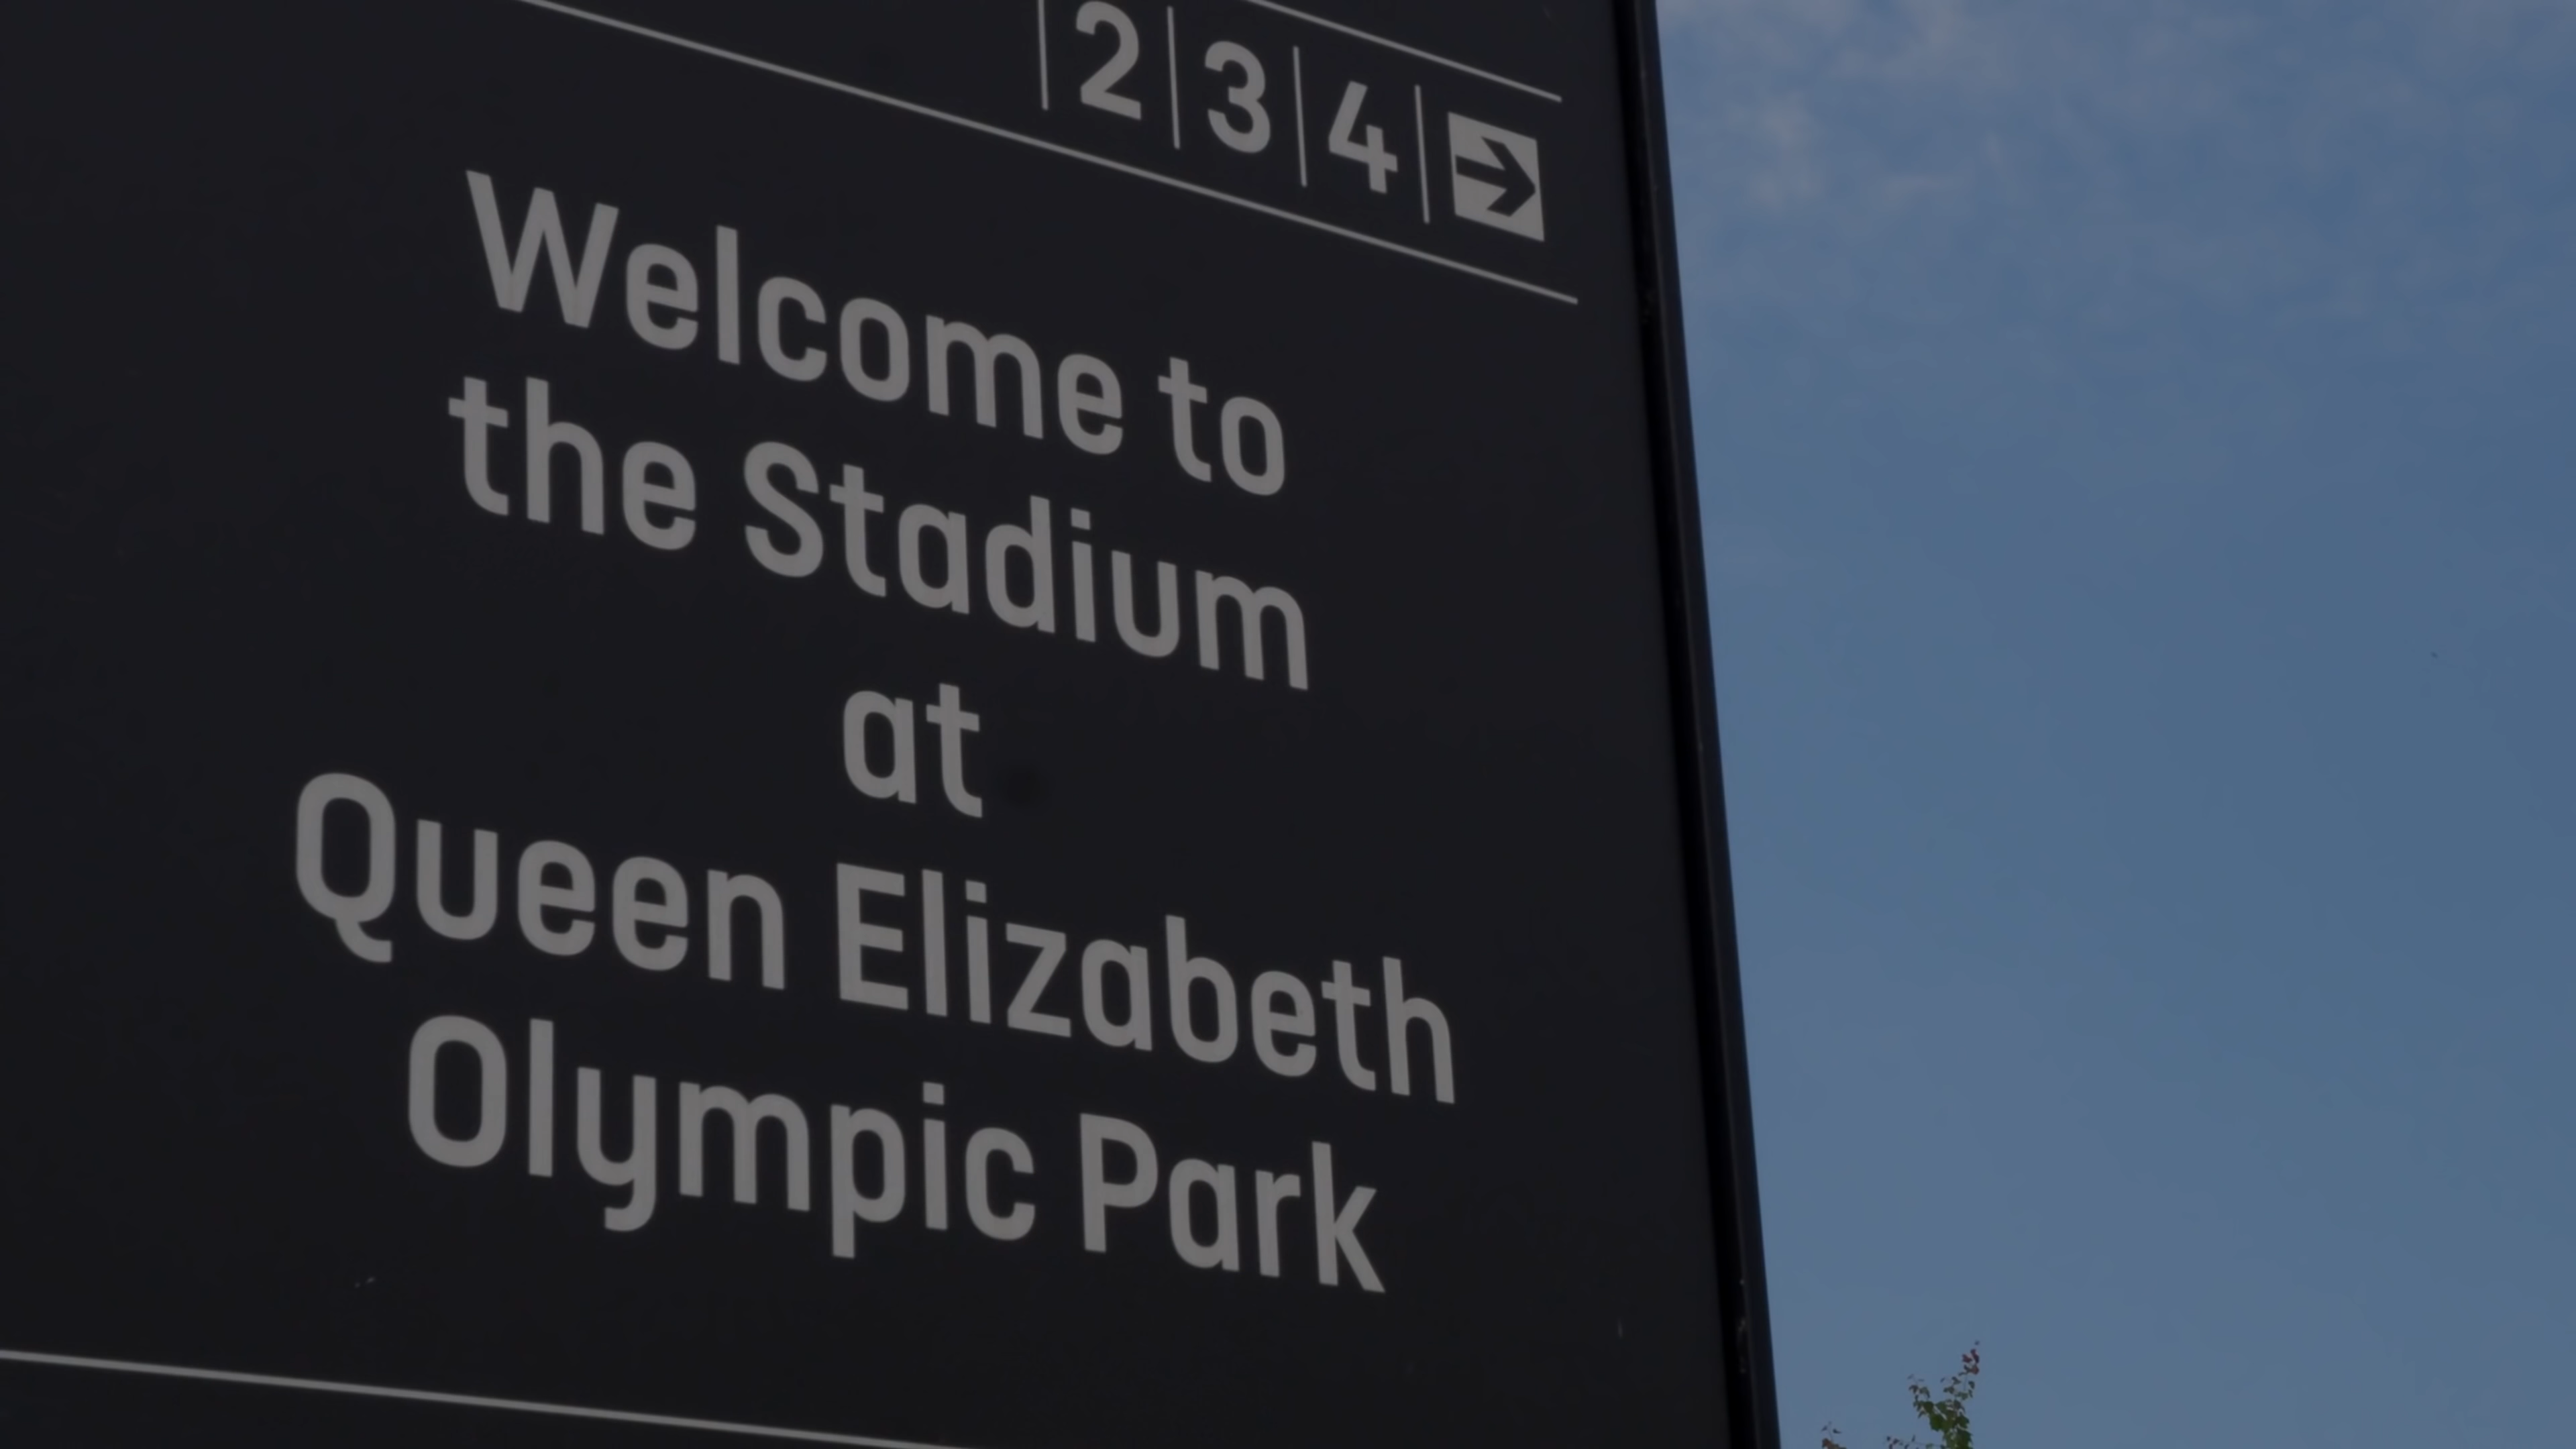 2 3 4 →
Welcome to
the Stadium
at
Queen Elizabeth
Olympic Park